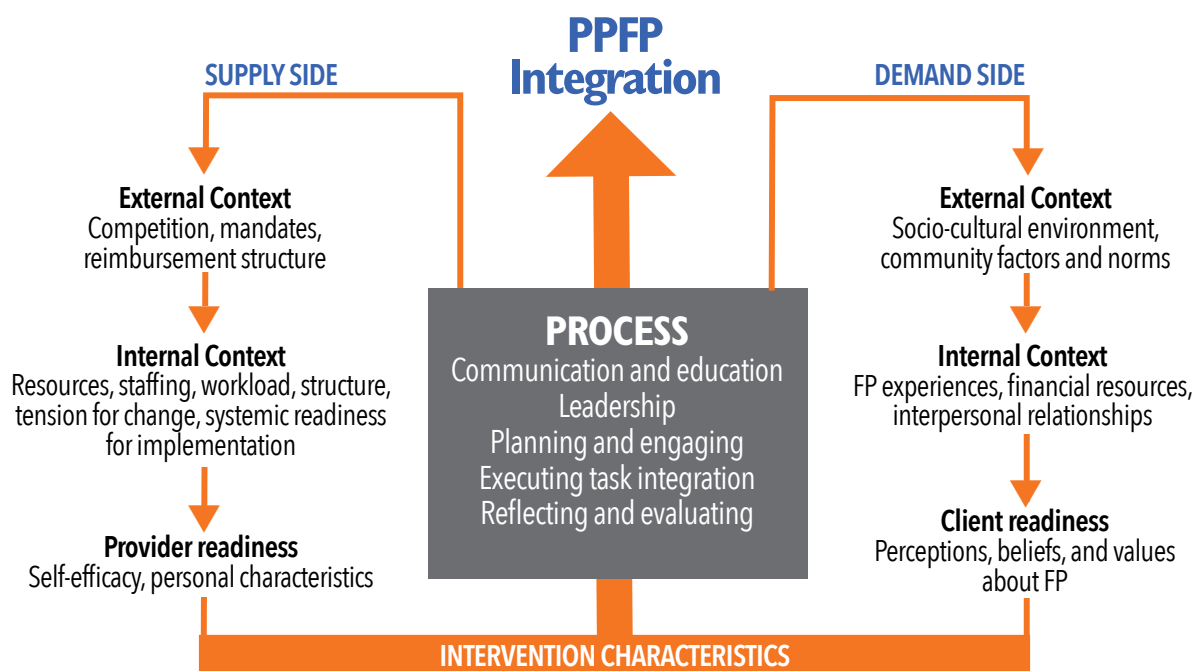 PPFP
Integration
SUPPLY SIDE
External Context
Competition, mandates,
reimbursement structure
Internal Context
Resources, staffing, workload, structure,
tension for change, systemic readiness
for implementation
Provider readiness
Self-efficacy, personal characteristics
PROCESS
Communication and education
Leadership
Planning and engaging
Executing task integration
Reflecting and evaluating
DEMAND SIDE
External Context
Socio-cultural environment,
community factors and norms
Internal Context
FP experiences, financial resources,
interpersonal relationships
Client readiness
Perceptions, beliefs, and values
about FP
INTERVENTION CHARACTERISTICS